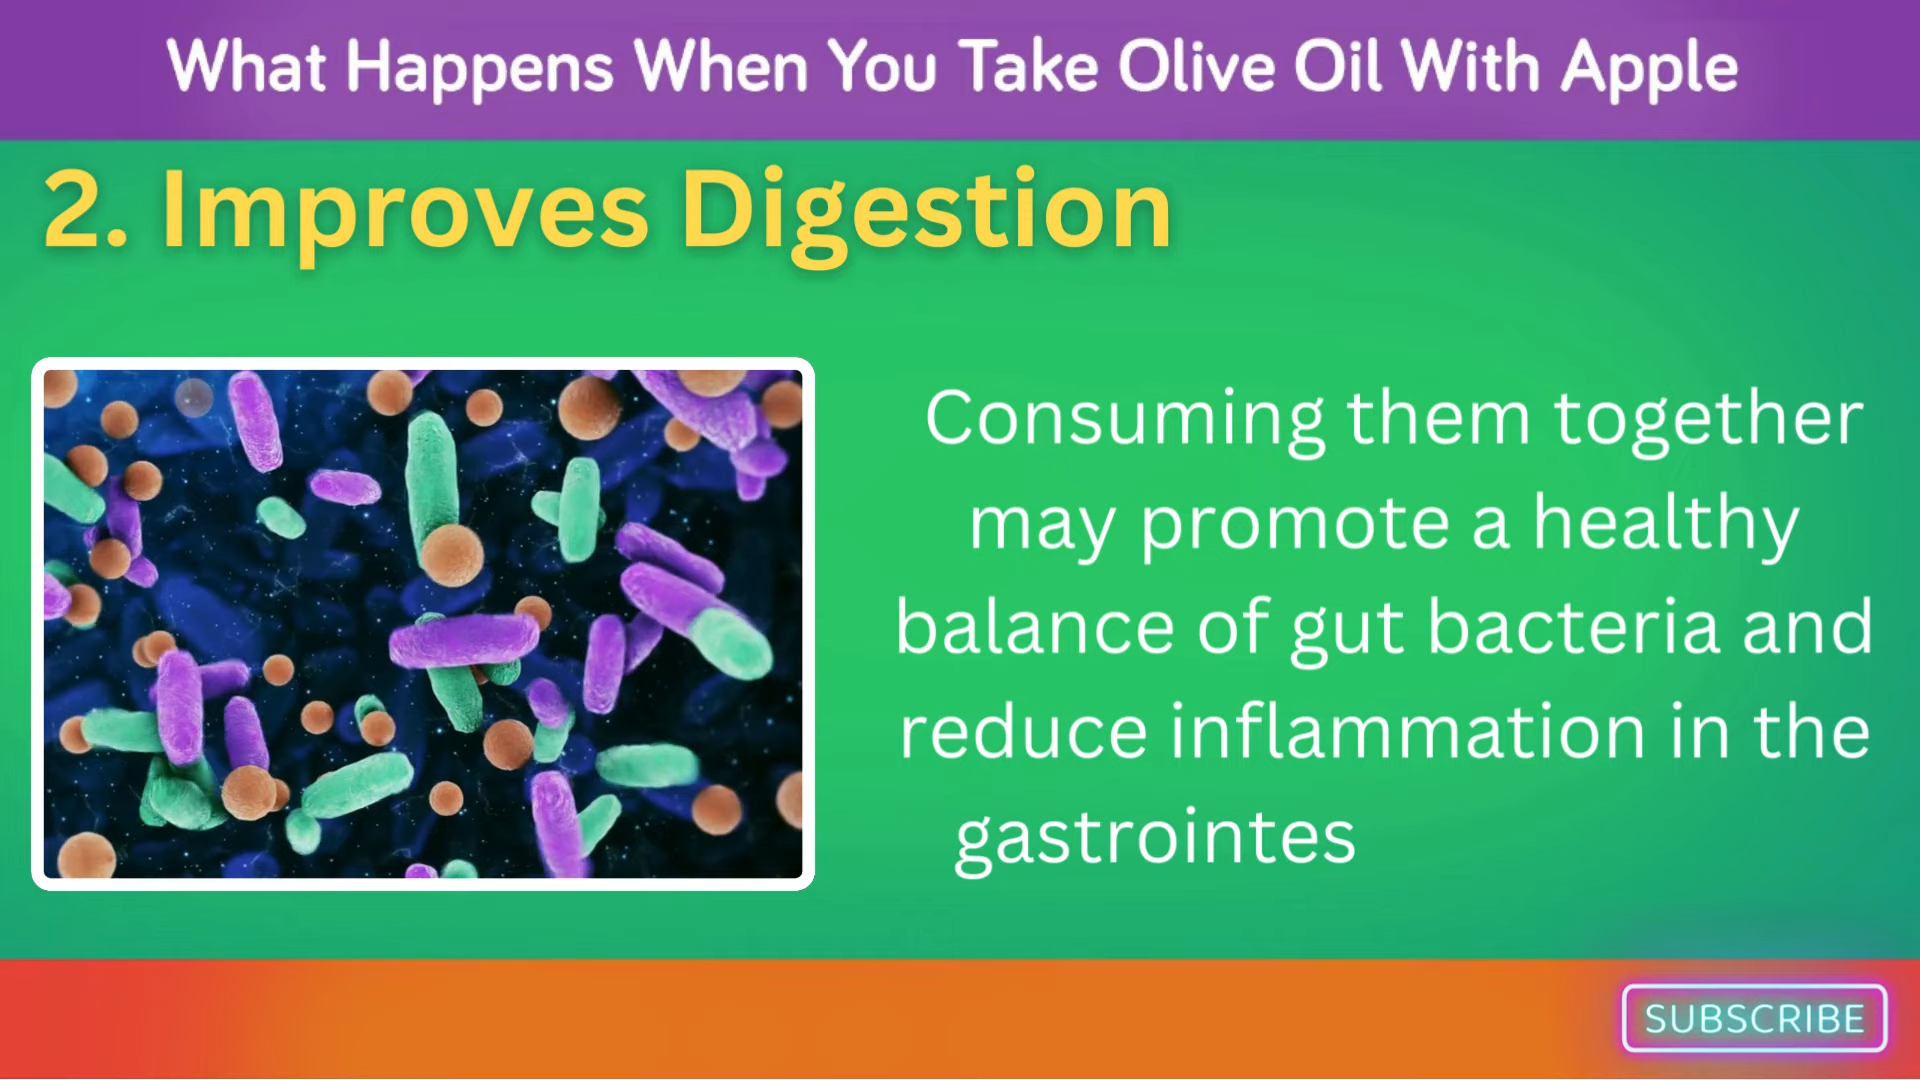 What Happens When You Take Olive Oil With Apple
2. Improves Digestion
Consuming them together
may promote a healthy
balance of gut bacteria and
reduce inflammation in the
gastrointes
SUBSCRIBE